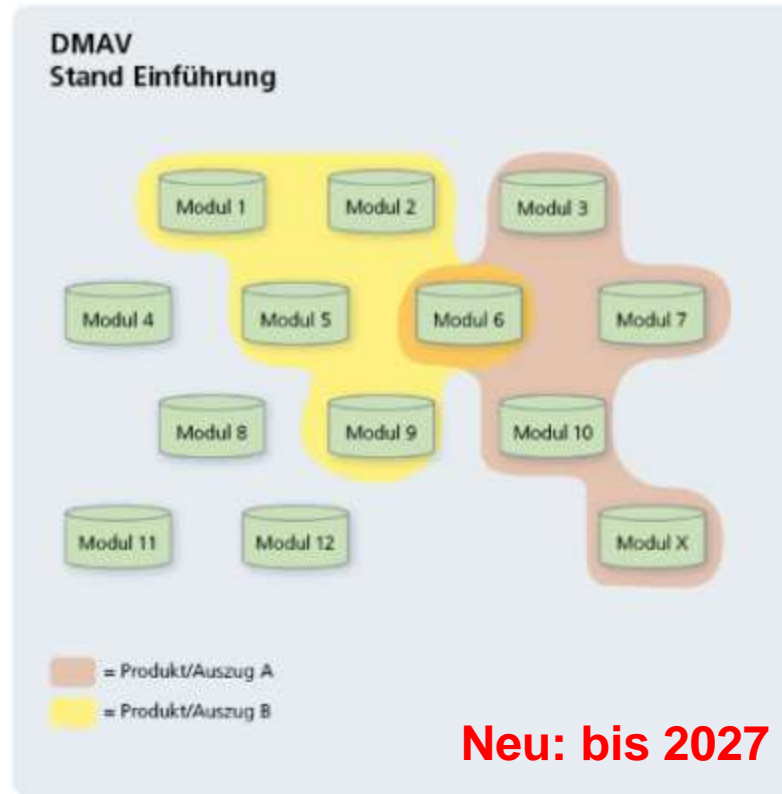 DMAV
Stand Einführung
Modul 1
Modul 2
Modul 3
Modul 4
Modul 5
Modul 6
Modul 7
Modul 8
Modul 9
Modul 10
Modul 11
Modul 12
Modul X
= Produkt/Auszug A
= Produkt/Auszug B
Neu: bis 2027